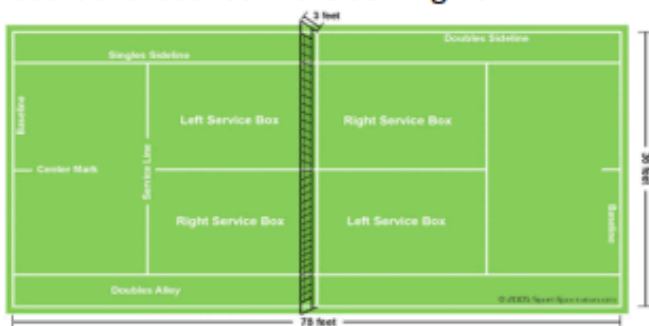 3 feet
Doubles Sideline
Singles Sideline
Baseline
Left Service Box
Right Service Box
Center Mark
Service Line
Right Service Box
Left Service Box
Baseline
Doubles Alley
78 feet